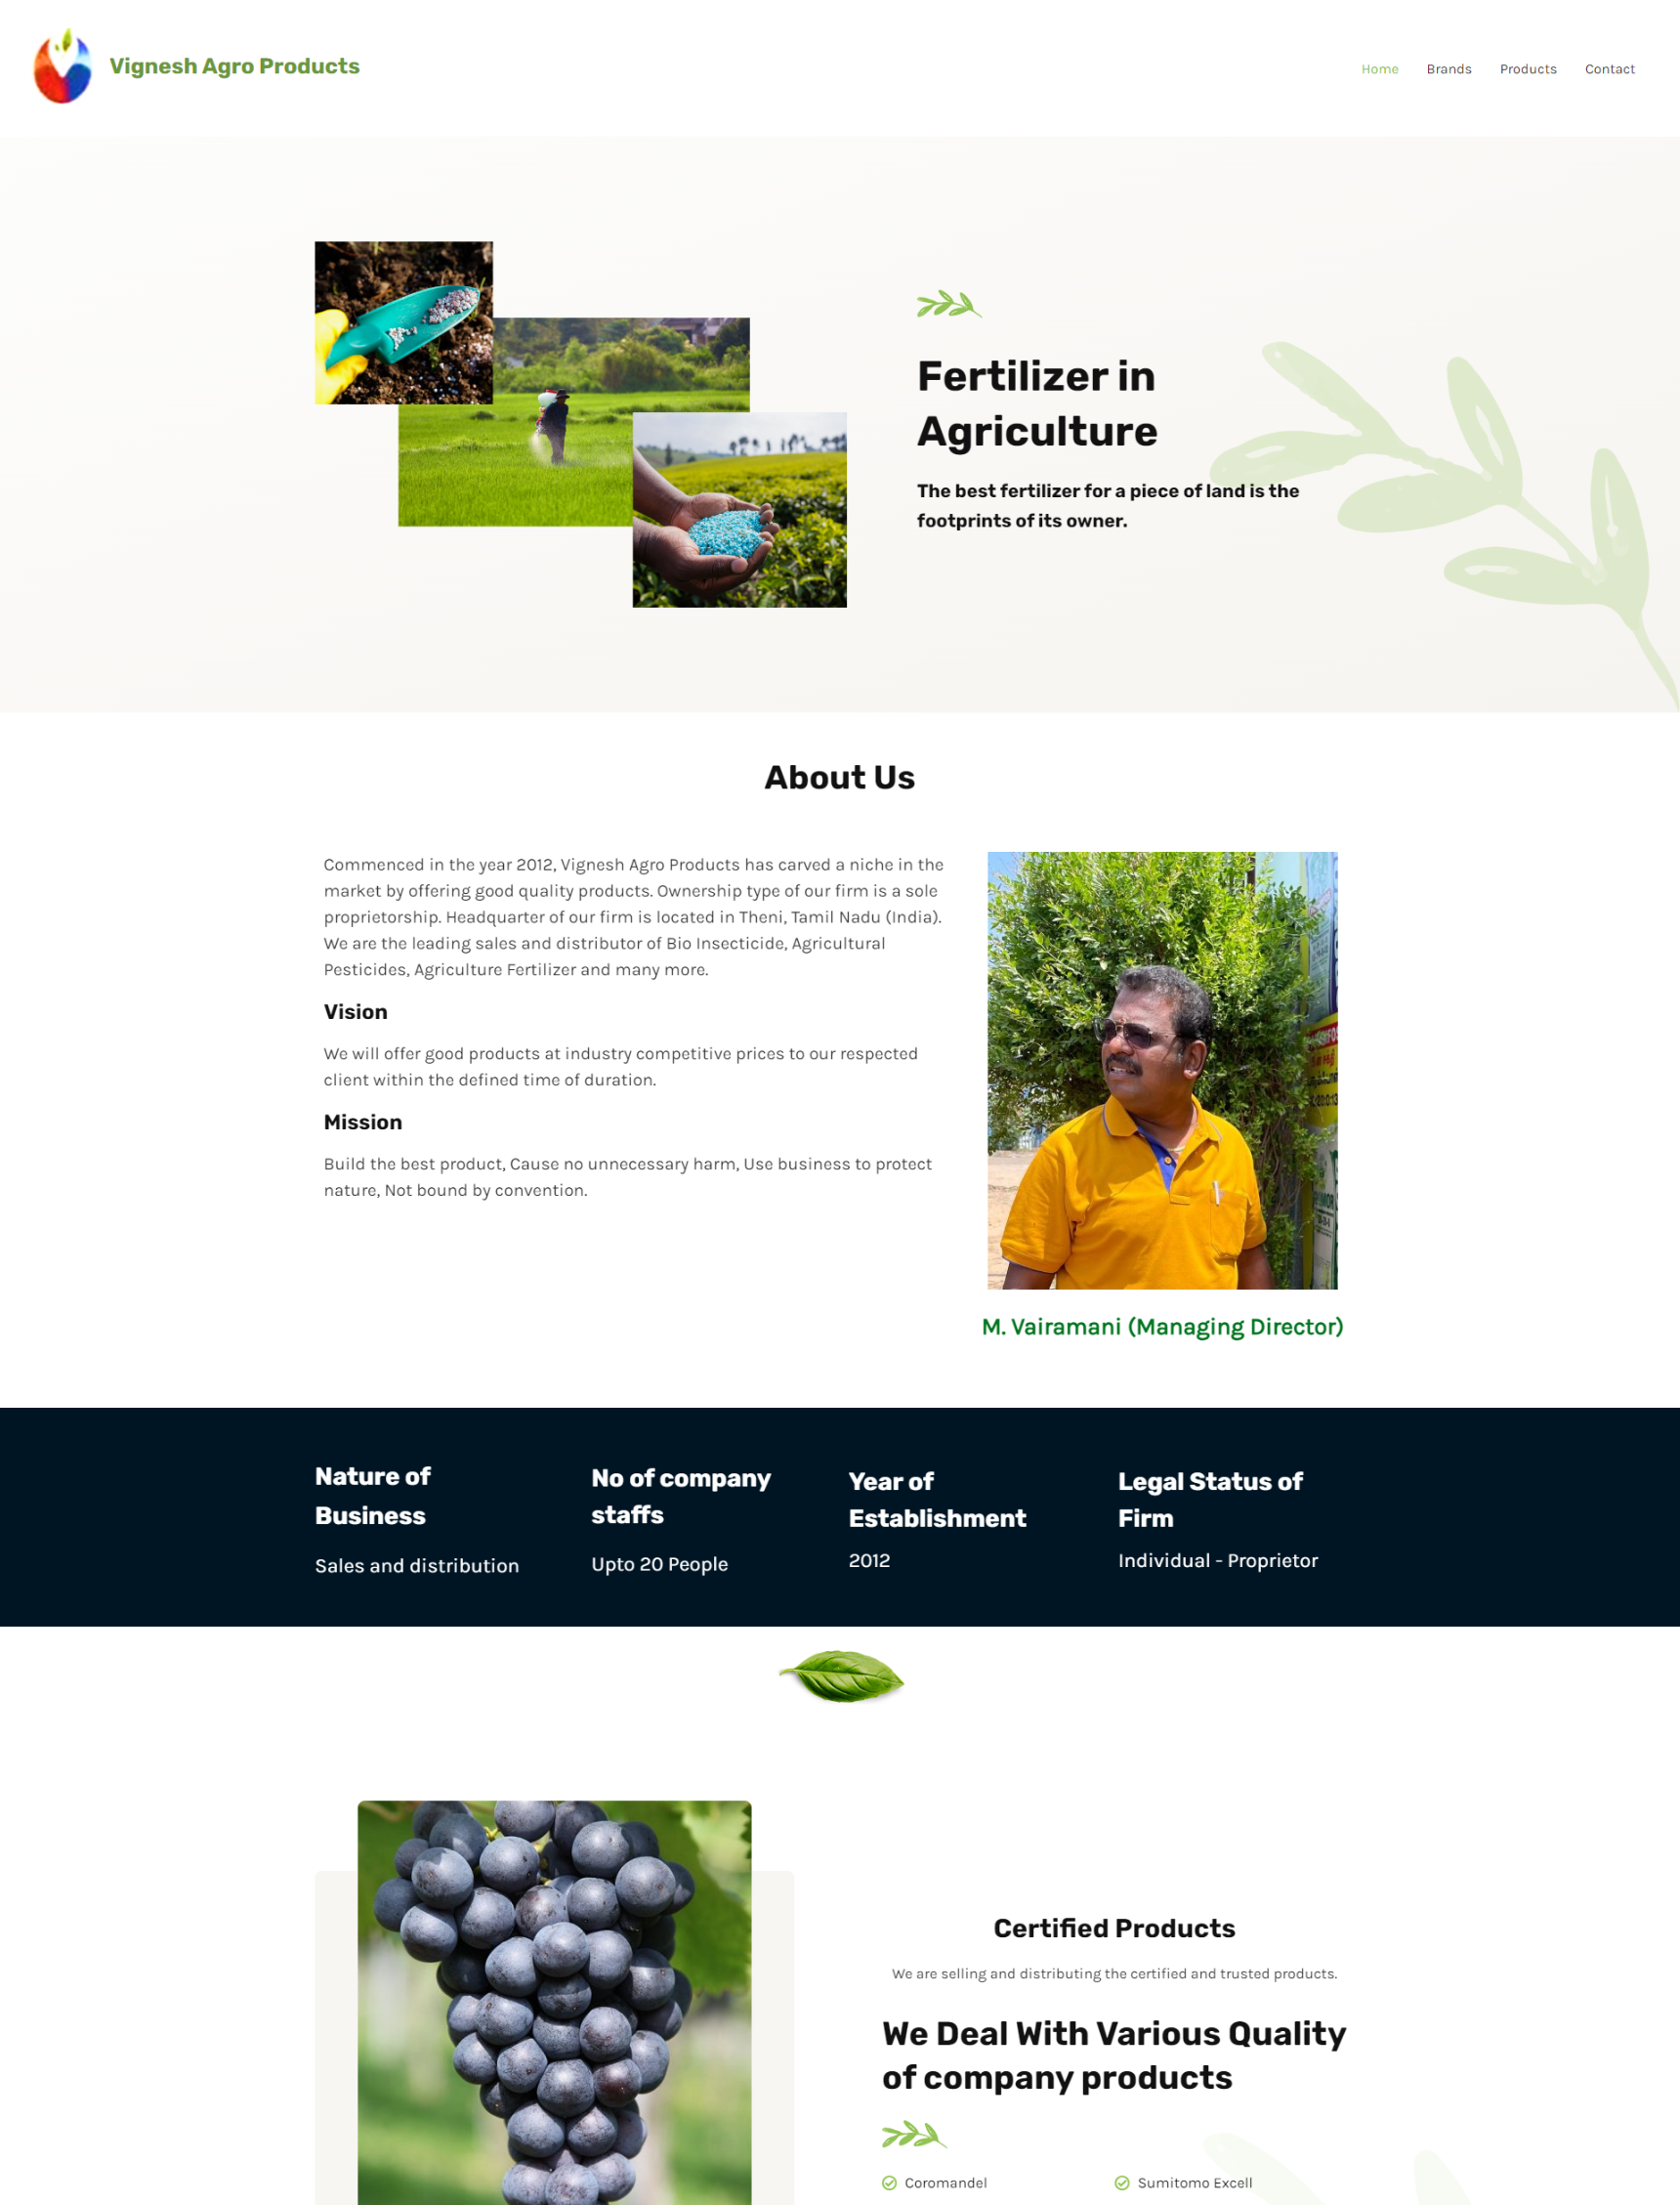 Vignesh Agro Products
Home
Brands
Products
Contact
Fertilizer in
Agriculture
The best fertilizer for a piece of land is the
footprints of its owner.
About Us
Commenced in the year 2012, Vignesh Agro Products has carved a niche in the
market by offering good quality products. Ownership type of our firm is a sole
proprietorship. Headquarter of our firm is located in Theni, Tamil Nadu (India).
We are the leading sales and distributor of Bio Insecticide, Agricultural
Pesticides, Agriculture Fertilizer and many more.
Vision
We will offer good products at industry competitive prices to our respected
client within the defined time of duration.
Mission
Build the best product, Cause no unnecessary harm, Use business to protect
nature, Not bound by convention.
M. Vairamani (Managing Director)
Nature of
Business
Sales and distribution
No of company
staffs
Upto 20 People
Year of
Establishment
2012
Legal Status of
Firm
Individual - Proprietor
Certified Products
We are selling and distributing the certified and trusted products.
We Deal With Various Quality
of company products
Coromandel
Sumitomo Excell